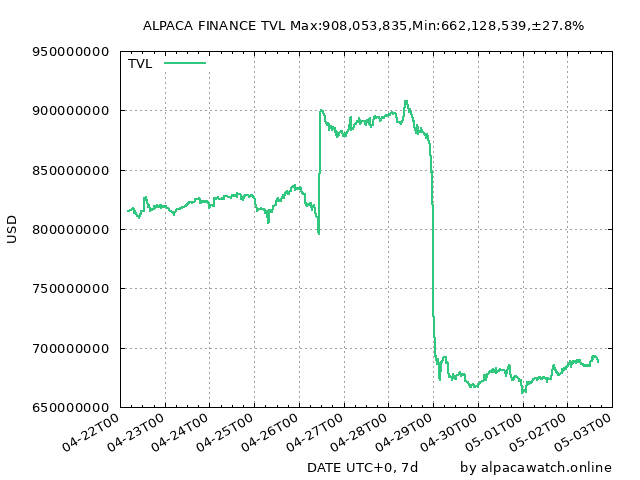 ALPACA FINANCE TVL Max:908,053,835,Min:662,128,539,±27.8%
950000000
TVL
900000000
850000000
800000000
750000000
700000000
650000000
USD
04-22T00
04-23T00
04-24T00
04-25T00
04-26T00
04-27T00
04-28T00
04-29T00
04-30T00
05-01T00
05-02T00
05-03T00
DATE UTC+0, 7d
by alpacawatch.online